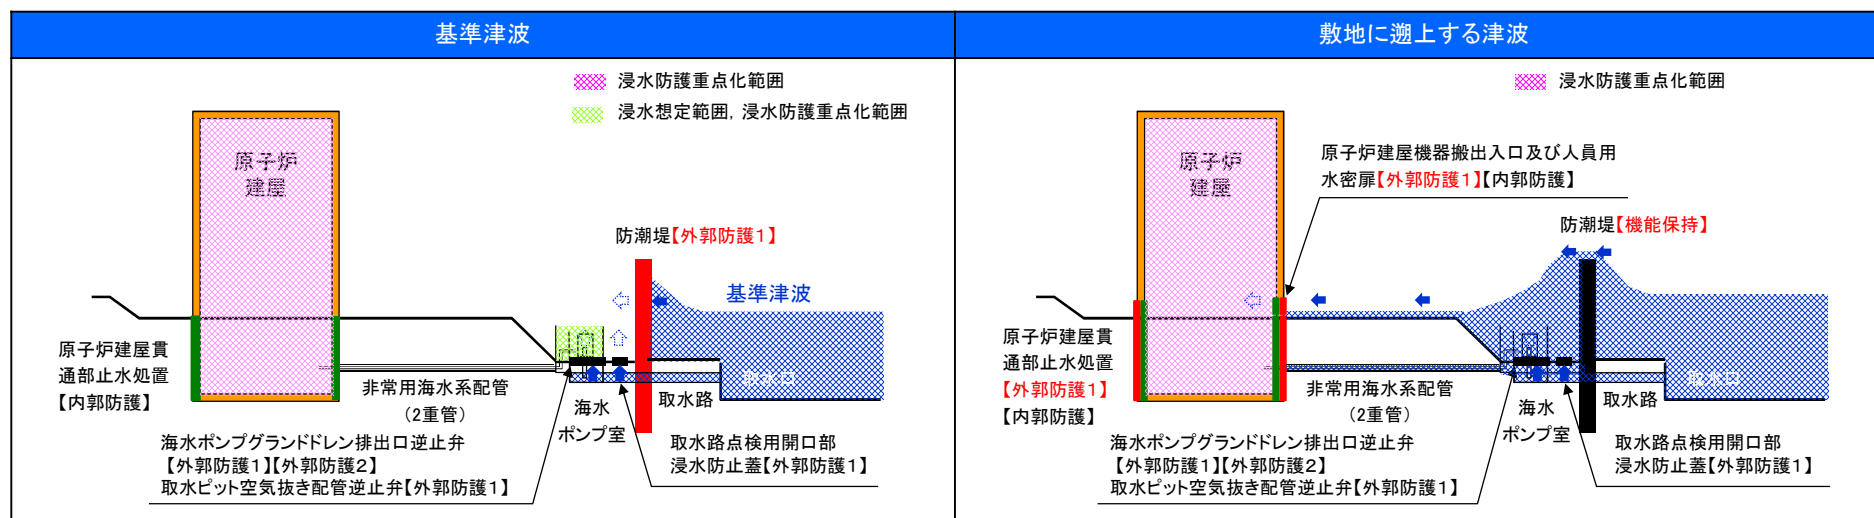 基準津波
浸水防護重点化範囲
浸水想定範囲，浸水防護重点化範囲
原子炉
建屋
防潮堤【外郭防護1】
基準津波
原子炉建屋貫
通部止水処置
【内郭防護】
非常用海水系配管
（2重管）
海水
ポンプ室
取水路
取水口
海水ポンプグランドドレン排出口逆止弁
【外郭防護1】【外郭防護2】
取水ピット空気抜き配管逆止弁【外郭防護1】
取水路点検用開口部
浸水防止蓋【外郭防護1】
敷地に遡上する津波
浸水防護重点化範囲
原子炉
建屋
原子炉建屋機器搬出入口及び人員用
水密扉【外郭防護1】【内郭防護】
防潮堤【機能保持】
原子炉建屋貫
通部止水処置
【外郭防護1】
【内郭防護】
非常用海水系配管
（2重管）
海水
ポンプ室
取水路
取水口
海水ポンプグランドドレン排出口逆止弁
【外郭防護1】【外郭防護2】
取水ピット空気抜き配管逆止弁【外郭防護1】
取水路点検用開口部
浸水防止蓋【外郭防護1】